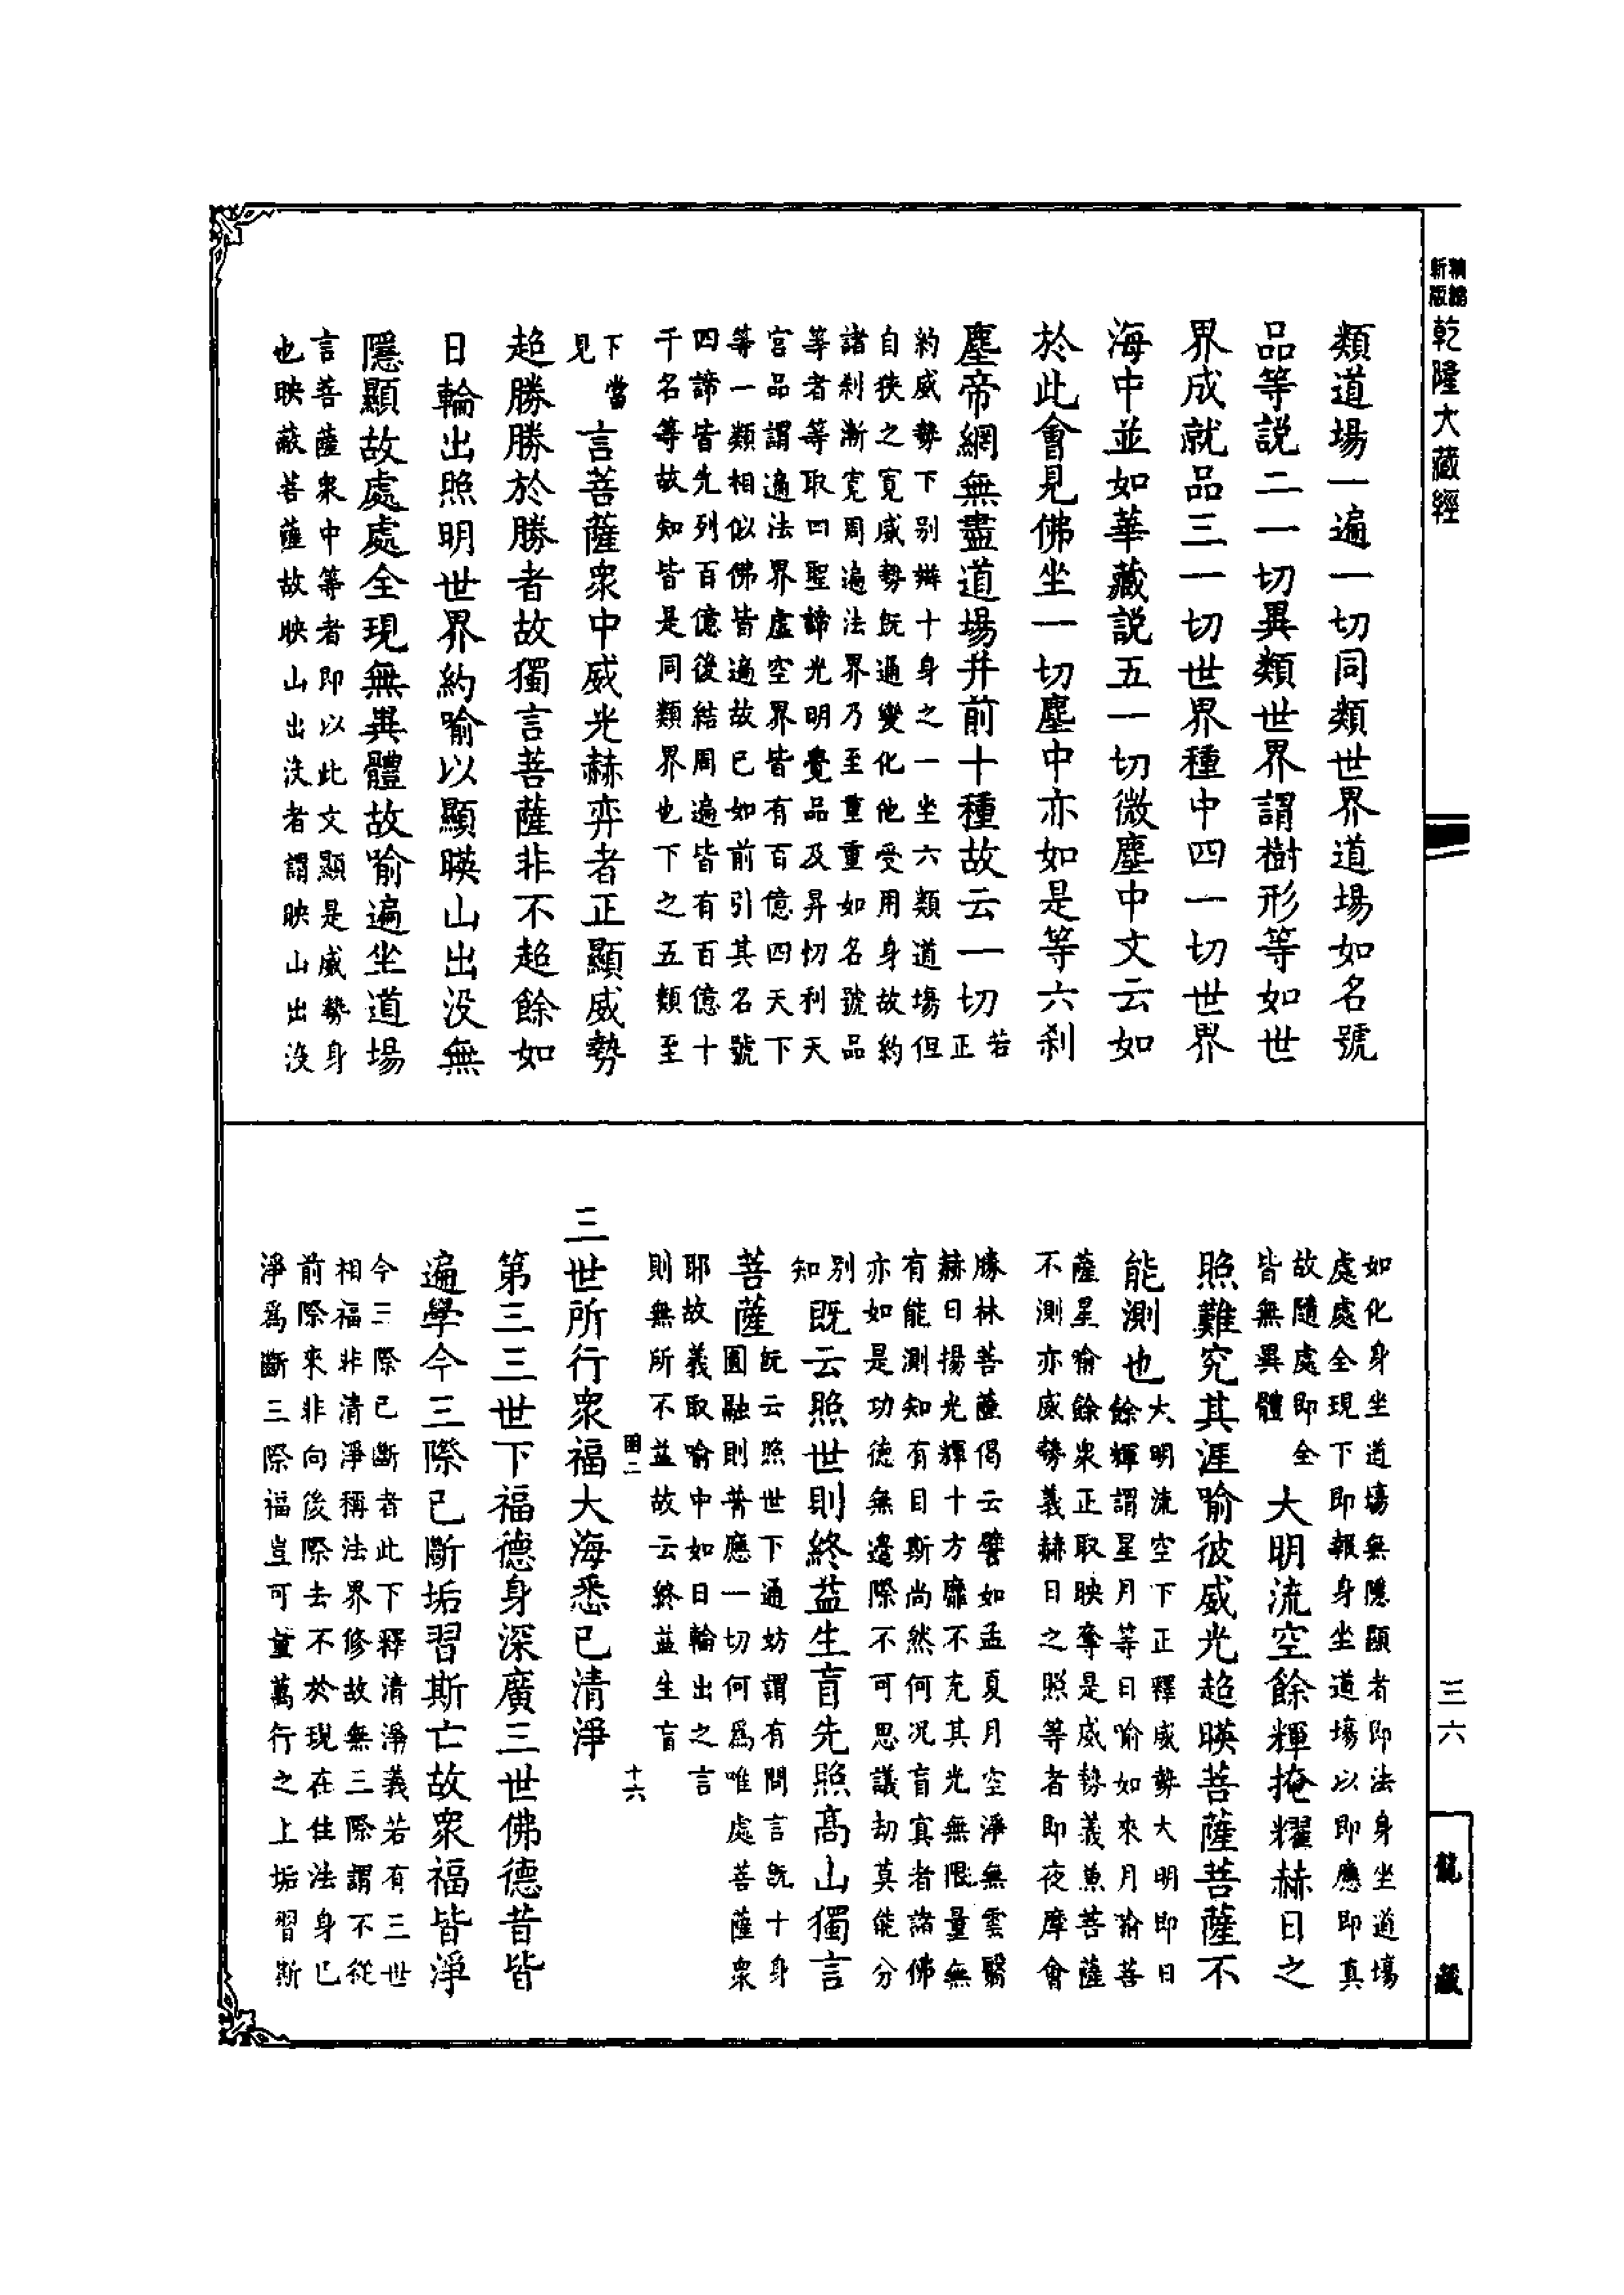 新版
精縮
乾隆大藏經
類道場一遍一切同類世界道場如名號
品等說二一切異類世界謂樹形等如世
界成就品三一切世界種中四一切世界
海中並如華藏說五一切微塵中文云如
於此會見佛坐一切塵中亦如是等六剎
塵帝網無盡道場并前十種故云一切
若
正
約威勢下別辨十身之一坐六類道場但
自狹之寬威勢既通通變化他受用身故約
諸剎漸寬周遍法界乃至重重如名號品
等者等取四聖諦光明覺品及昇忉利天
宮品謂遍法界虛空界皆有百億四天下
等一類相似佛皆遍故已如前引其名號
四諦皆先列百億後結周遍皆有百億十
千名等故知皆是同類界也下之五類至
下當
見
言菩薩衆中威光赫弈者正顯威勢
超勝勝於勝者故獨言菩薩非不超餘如
日輪出照明世界約喻以顯暎山出没無
隱顯故處處全現無異體故喻遍坐道場
言菩薩衆中等者即以此文顯是威勢身
也映蔽菩薩故映山出沒者謂映山出沒
如化身坐道場無隱顯者即法身坐道場
處處全現下即報身坐道場以即應即真
故隨處即全
皆無異體
大明流空餘輝掩耀赫日之
照難究其涯喻彼威光超暎菩薩菩薩不
能測也
大明流空下正釋威勢大明即日
餘輝謂星月等日喻如來月喻菩
薩星喻餘衆正取映奪是威勢義兼菩薩
不測亦威勢義赫日之照等者即夜摩會
勝林菩薩偈云譬如孟夏月空淨無雲翳
赫日揚光輝十方靡不充其光無限量無
有能測知有目斯尚然何況盲冥者諸佛
亦如是功德無邊際不可思議劫莫能分
別
知
既云照世則終益生盲先照高山獨言
菩薩
既云照世下通妨謂有問言既十身
圓融則普應一切何爲唯處菩薩衆
耶故義取喻中如日輪出之言
則無所不益故云終益生盲
十六
三世所行衆福大海悉已清淨
第三三世下福德身深廣三世佛德昔皆
遍學今三際已斷垢習斯亡故衆福皆淨
今三際已斷者此下釋清淨義若有三世
相福非清淨稱法界修故無三際謂不從
前際來非向後際去不於現在住法身已
淨爲斷三際福豈可量萬行之上垢習斯
三六
龍藏